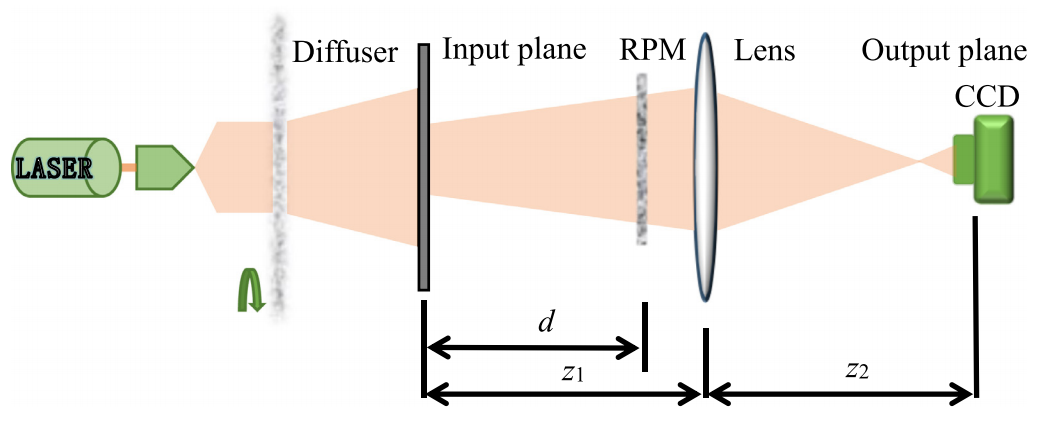 Diffuser
Input plane
RPM
Lens
Output plane
CCD
LASER
d
z1
z2